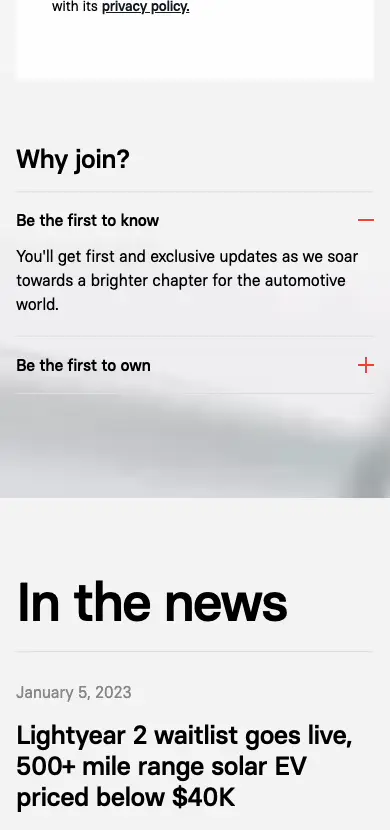 with its privacy policy.
Why join?
Be the first to know
You'll get first and exclusive updates as we soar
towards a brighter chapter for the automotive
world.
Be the first to own
In the news
January 5, 2023
Lightyear 2 waitlist goes live,
500+ mile range solar EV
priced below $40K